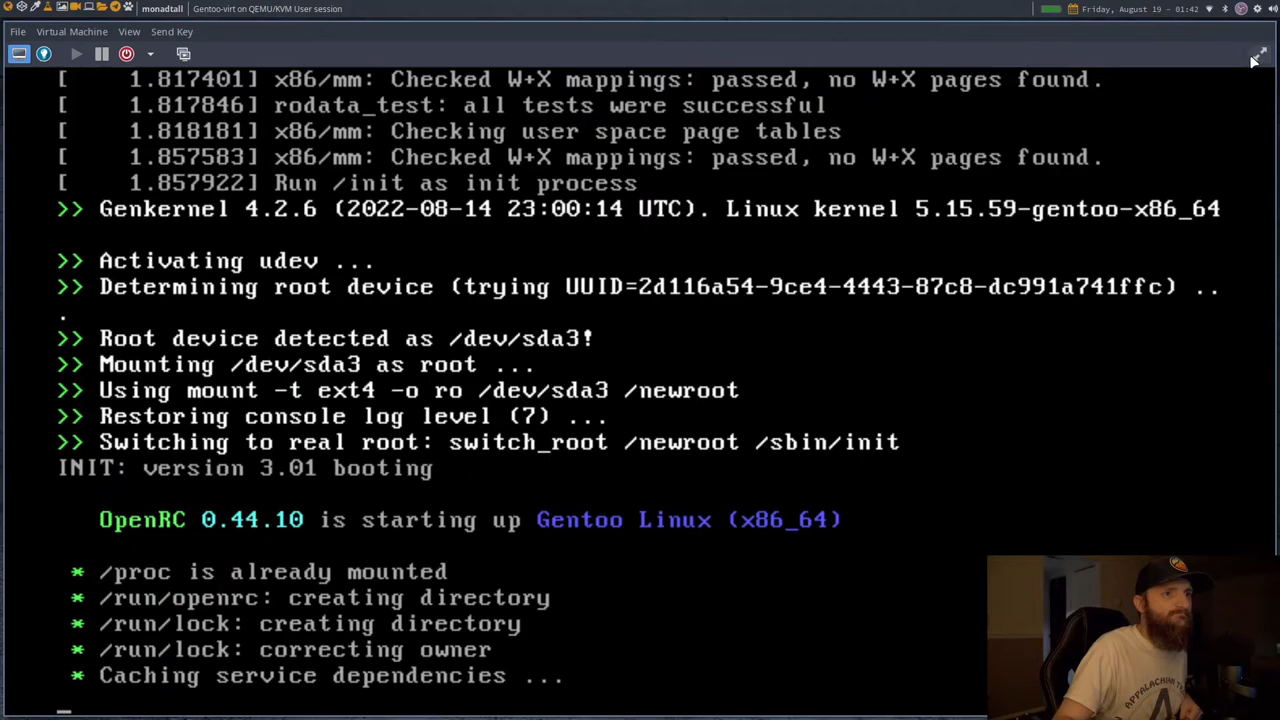 monadtall
Gentoo-virt on QEMU/KVM User session
Friday, August 19 - 01:42
File Virtual Machine View Send Key
[ 1.817401] x86/mm: Checked W+X mappings: passed, no W+X pages found.
[ 1.817846] rodata_test: all tests were successful
[ 1.818181] x86/mm: Checking user space page tables
[ 1.857583] x86/mm: Checked W+X mappings: passed, no W+X pages found.
[ 1.857922] Run /init as init process
>> Genkernel 4.2.6 (2022-08-14 23:00:14 UTC). Linux kernel 5.15.59-gentoo-x86_64
>> Activating udev ...
>> Determining root device (trying UUID=2d116a54-9ce4-4443-87c8-dc991a741ffc) ..
.
>> Root device detected as /dev/sda3!
>> Mounting /dev/sda3 as root ...
>> Using mount -t ext4 -o ro /dev/sda3 /newroot
>> Restoring console log level (7) ...
>> Switching to real root: switch_root /newroot /sbin/init
INIT: version 3.01 booting
OpenRC 0.44.10 is starting up Gentoo Linux (x86_64)
* /proc is already mounted
* /run/openrc: creating directory
* /run/lock: creating directory
* /run/lock: correcting owner
* Caching service dependencies ...
APPALACHIAN